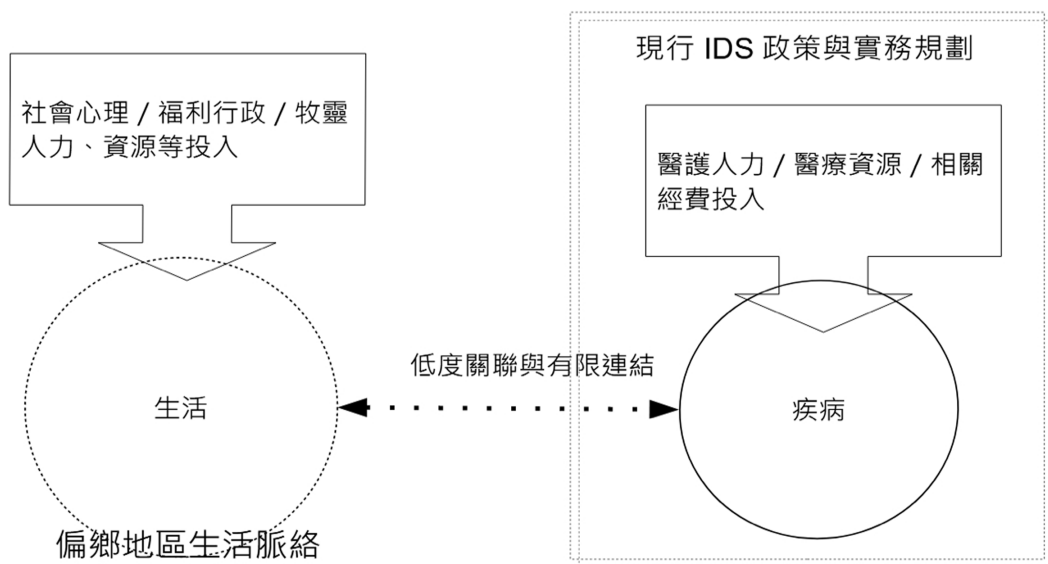 現行 IDS 政策與實務規劃
社會心理 / 福利行政 / 牧靈
人力、資源等投入
醫護人力 / 醫療資源 / 相關
經費投入
低度關聯與有限連結
生活
疾病
偏鄉地區生活脈絡